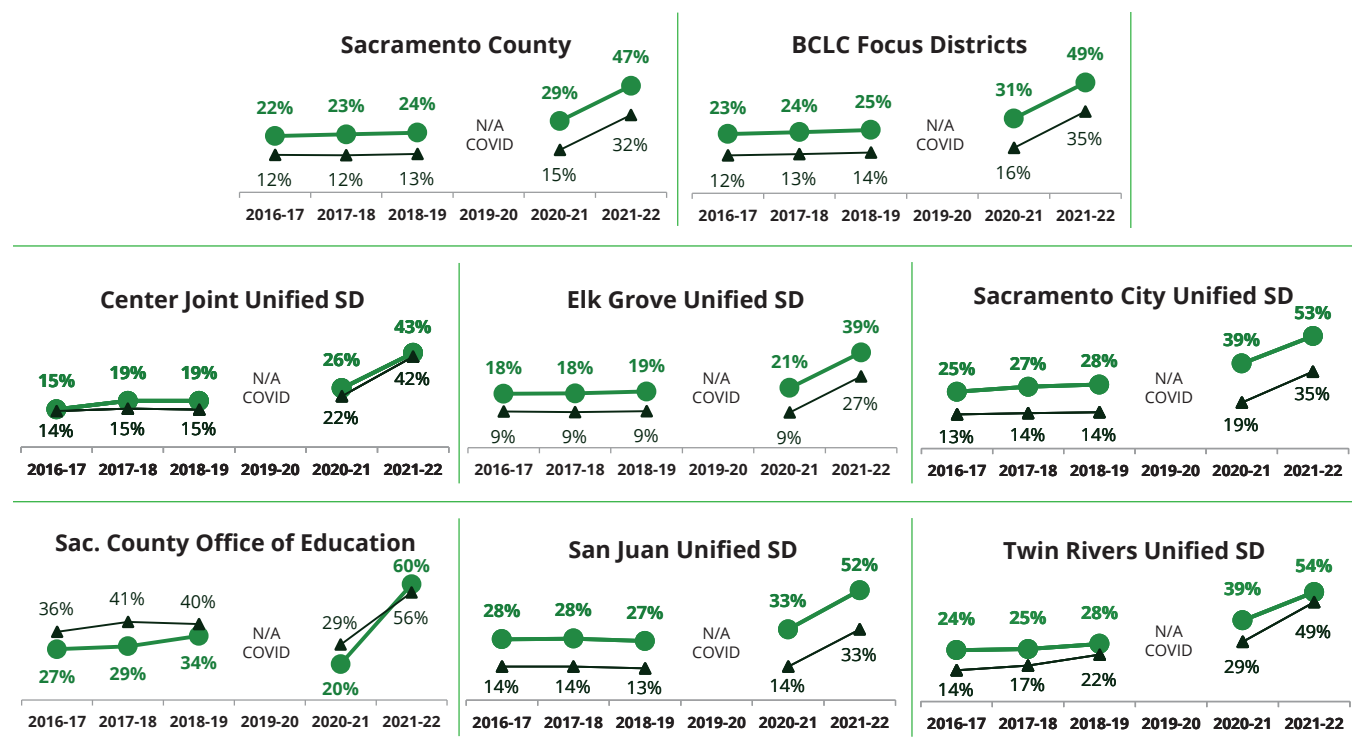 Sacramento County
47%
22%
23%
24%
29%
N/A
COVID
12%
12%
13%
15%
32%
2016-17 2017-18 2018-19 2019-20 2020-21 2021-22
BCLC Focus Districts
49%
23%
24%
25%
31%
N/A
COVID
12%
13%
14%
16%
35%
2016-17 2017-18 2018-19 2019-20 2020-21 2021-22
Center Joint Unified SD
43%
15%
19%
19%
26%
N/A
COVID
14%
15%
15%
22%
42%
2016-17 2017-18 2018-19 2019-20 2020-21 2021-22
Elk Grove Unified SD
39%
18%
18%
19%
21%
N/A
COVID
9%
9%
9%
9%
27%
2016-17 2017-18 2018-19 2019-20 2020-21 2021-22
Sacramento City Unified SD
53%
25%
27%
28%
39%
N/A
COVID
13%
14%
14%
19%
35%
2016-17 2017-18 2018-19 2019-20 2020-21 2021-22
Sac. County Office of Education
60%
36%
41%
40%
29%
N/A
COVID
27%
29%
34%
20%
56%
2016-17 2017-18 2018-19 2019-20 2020-21 2021-22
San Juan Unified SD
52%
28%
28%
27%
33%
N/A
COVID
14%
14%
13%
14%
33%
2016-17 2017-18 2018-19 2019-20 2020-21 2021-22
Twin Rivers Unified SD
54%
24%
25%
28%
39%
N/A
COVID
14%
17%
22%
29%
49%
2016-17 2017-18 2018-19 2019-20 2020-21 2021-22